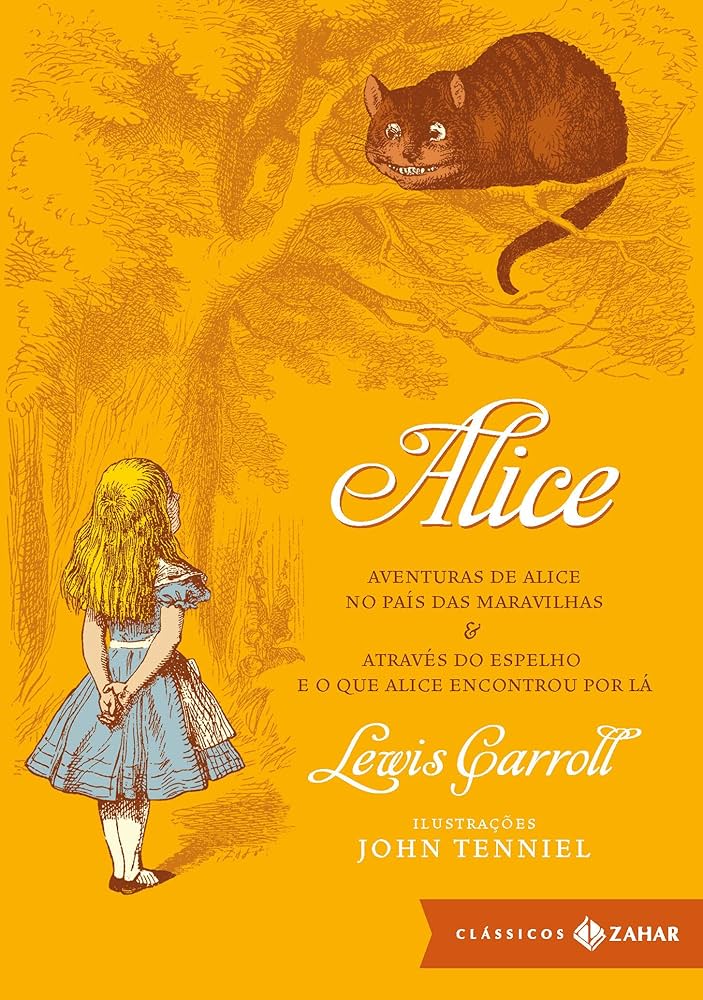 Alice
AVENTURAS DE ALICE
NO PAÍS DAS MARAVILHAS
&
ATRAVÉS DO ESPELHO
E O QUE ALICE ENCONTROU POR LÁ
Lewis Carroll
ILUSTRAÇÕES
JOHN TENNIEL
CLÁSSICOS ZAHAR